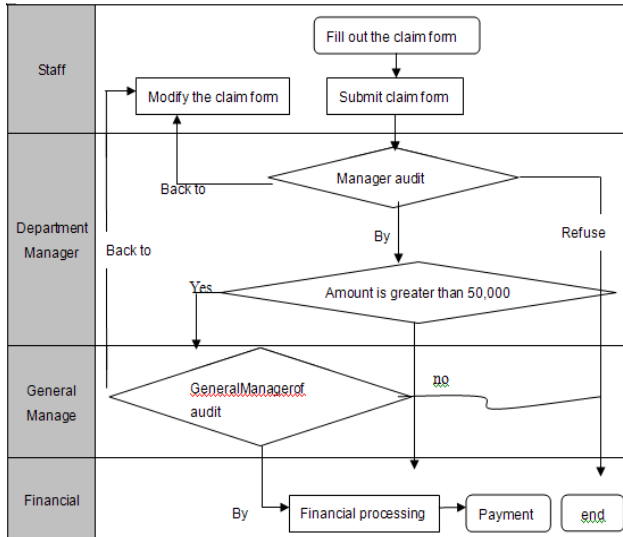 Fill out the claim form
Staff
Modify the claim form
Submit claim form
Manager audit
Back to
Department
Manager
By
Refuse
Back to
Yes
Amount is greater than 50,000
General
Manage
GeneralManagerof
audit
no
Financial
By
Financial processing
Payment
end